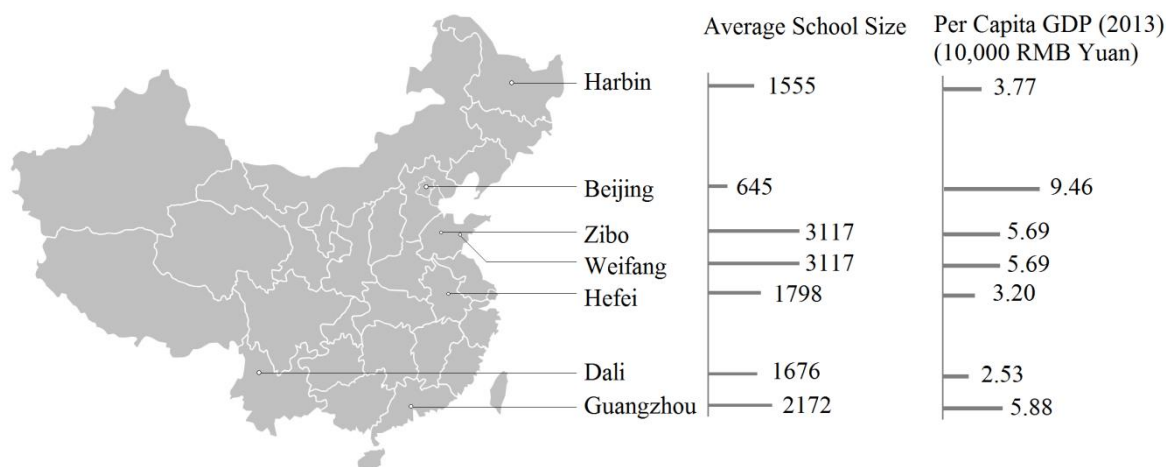 Average School Size
Per Capita GDP (2013)
(10,000 RMB Yuan)
Harbin 1555 3.77
Beijing 645 9.46
Zibo 3117 5.69
Weifang 3117 5.69
Hefei 1798 3.20
Dali 1676 2.53
Guangzhou 2172 5.88